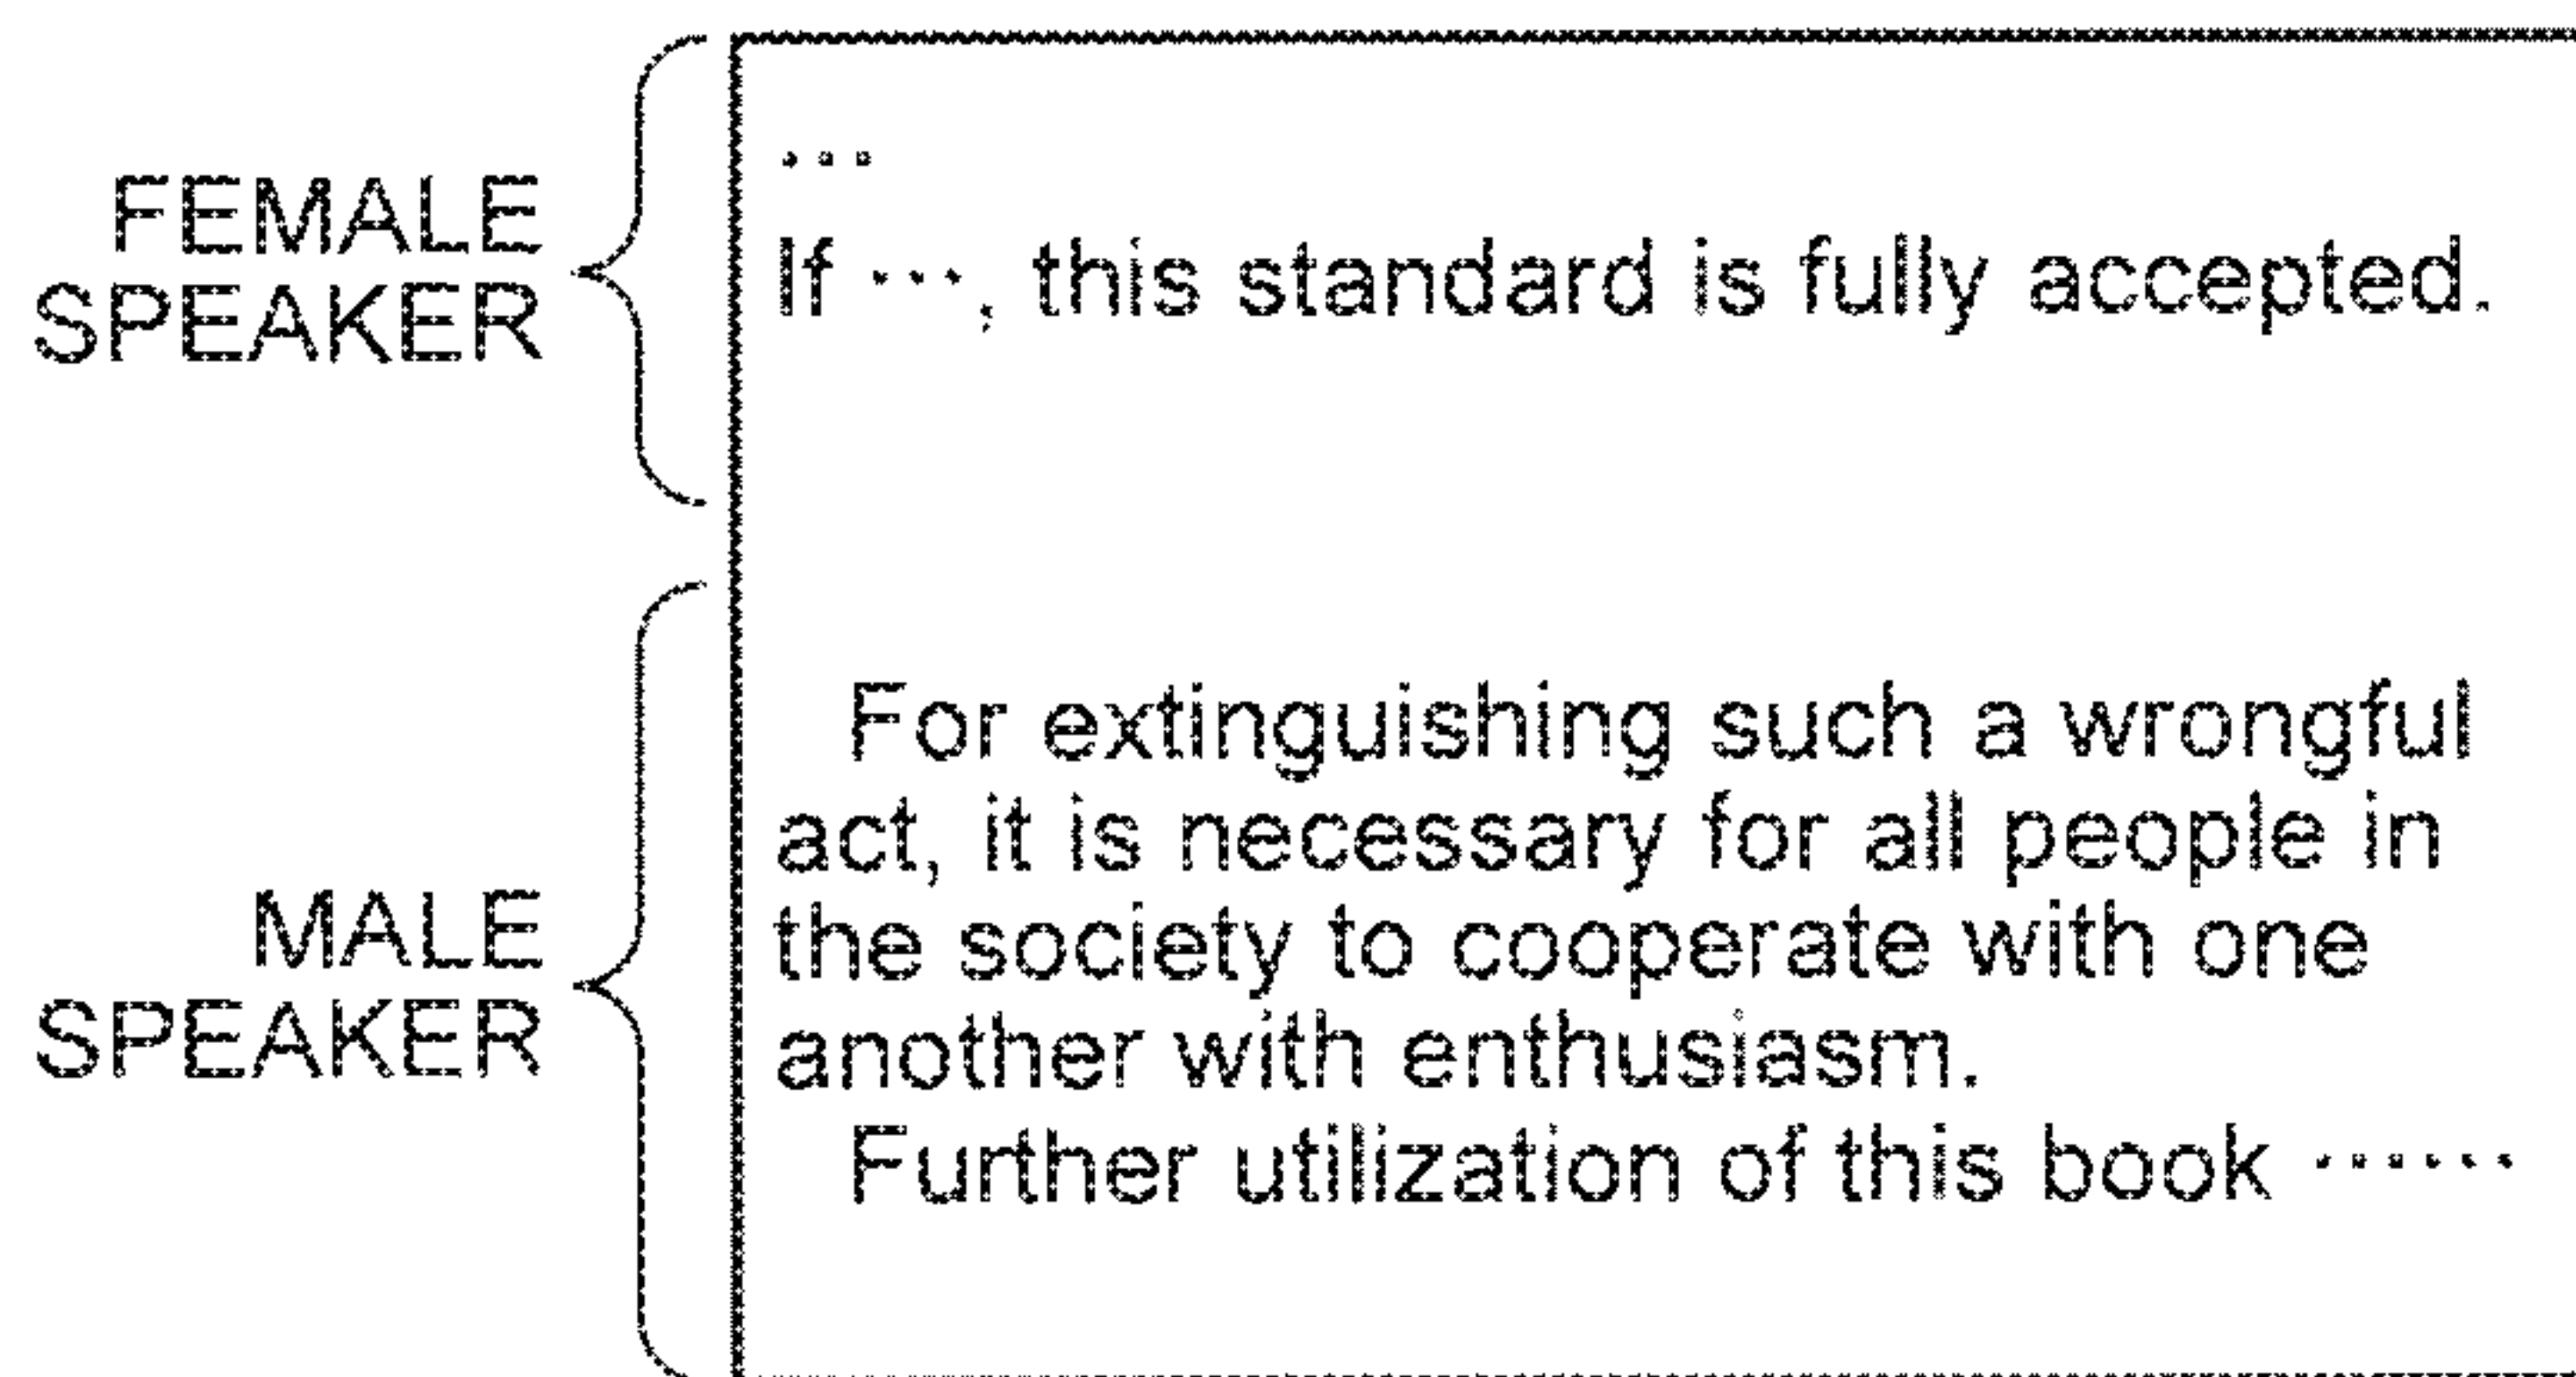 FEMALE
SPEAKER
...
If ···, this standard is fully accepted.
MALE
SPEAKER
For extinguishing such a wrongful
act, it is necessary for all people in
the society to cooperate with one
another with enthusiasm.
Further utilization of this book ······